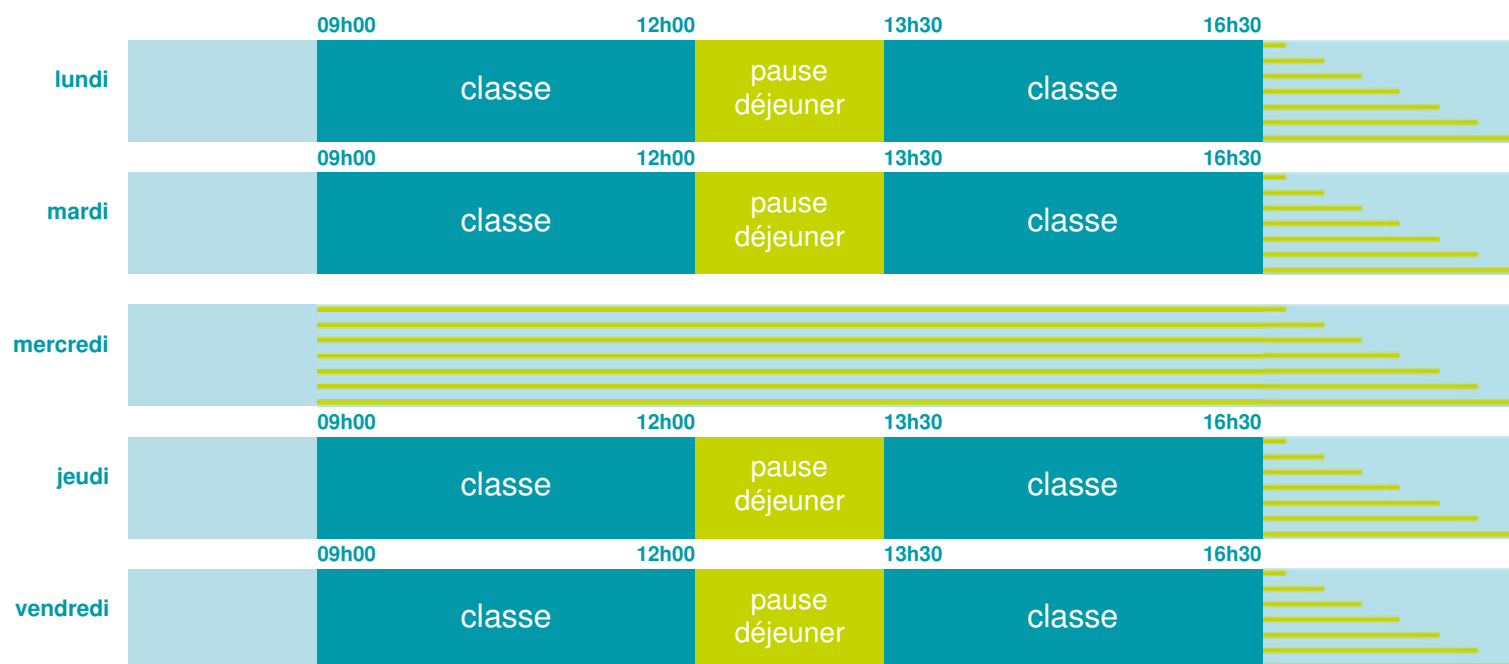 09h00 12h00 13h30 16h30
lundi classe pause déjeuner classe
09h00 12h00 13h30 16h30
mardi classe pause déjeuner classe
mercredi
09h00 12h00 13h30 16h30
jeudi classe pause déjeuner classe
09h00 12h00 13h30 16h30
vendredi classe pause déjeuner classe